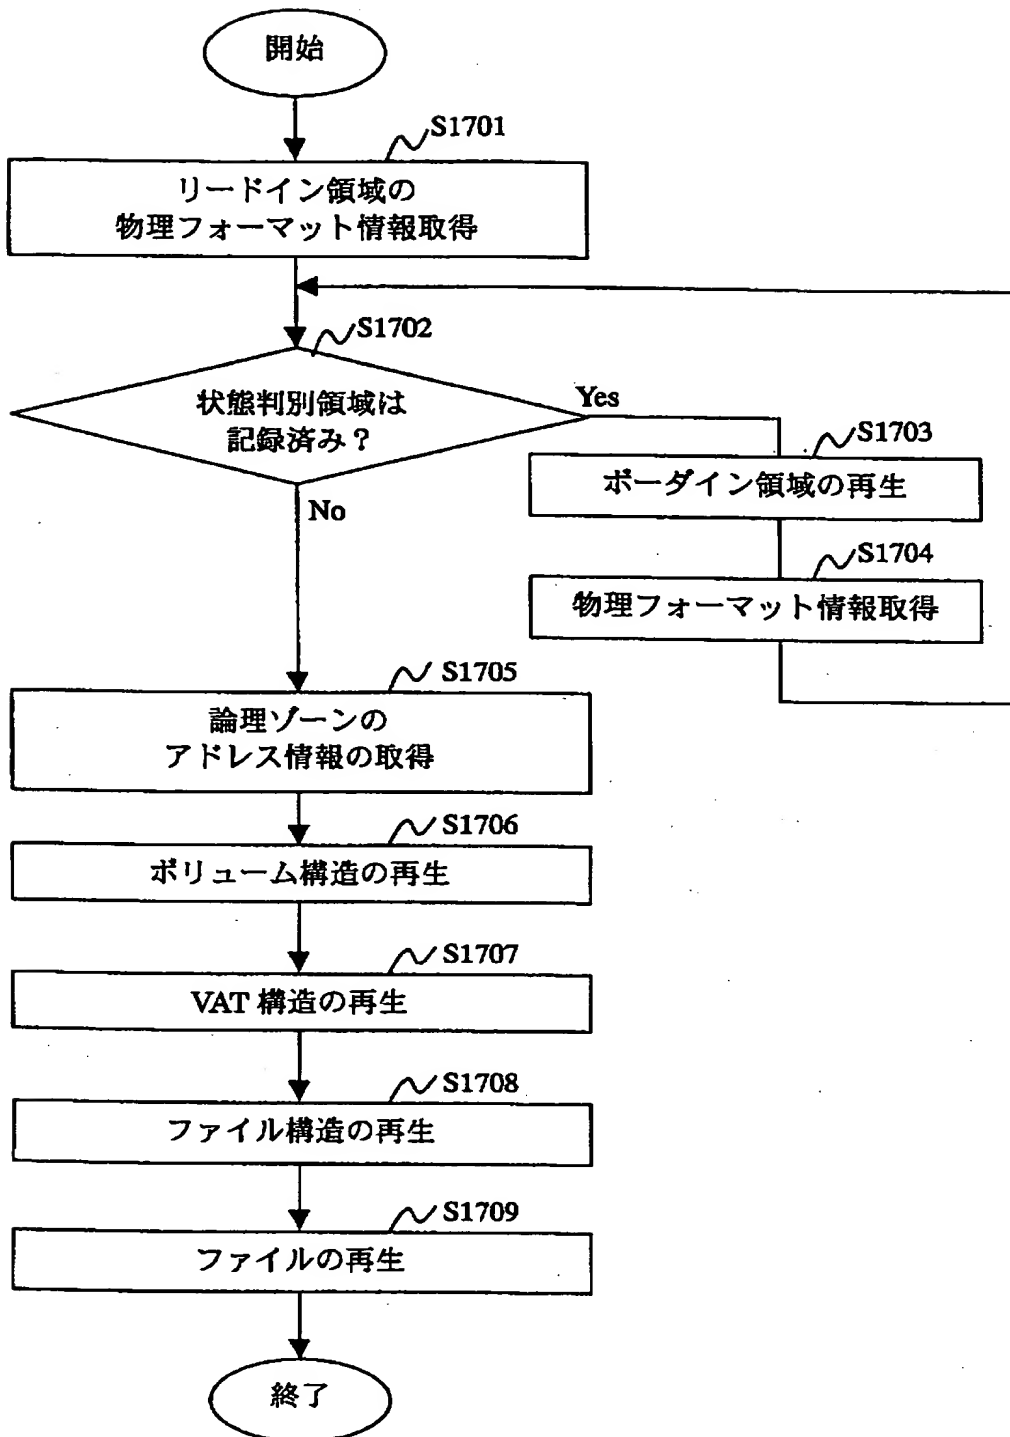 開始
S1701
リードイン領域の
物理フォーマット情報取得
S1702
状態判別領域は
記録済み？
Yes
S1703
ボーダイン領域の再生
No
S1704
物理フォーマット情報取得
S1705
論理ゾーンの
アドレス情報の取得
S1706
ボリューム構造の再生
S1707
VAT 構造の再生
S1708
ファイル構造の再生
S1709
ファイルの再生
終了